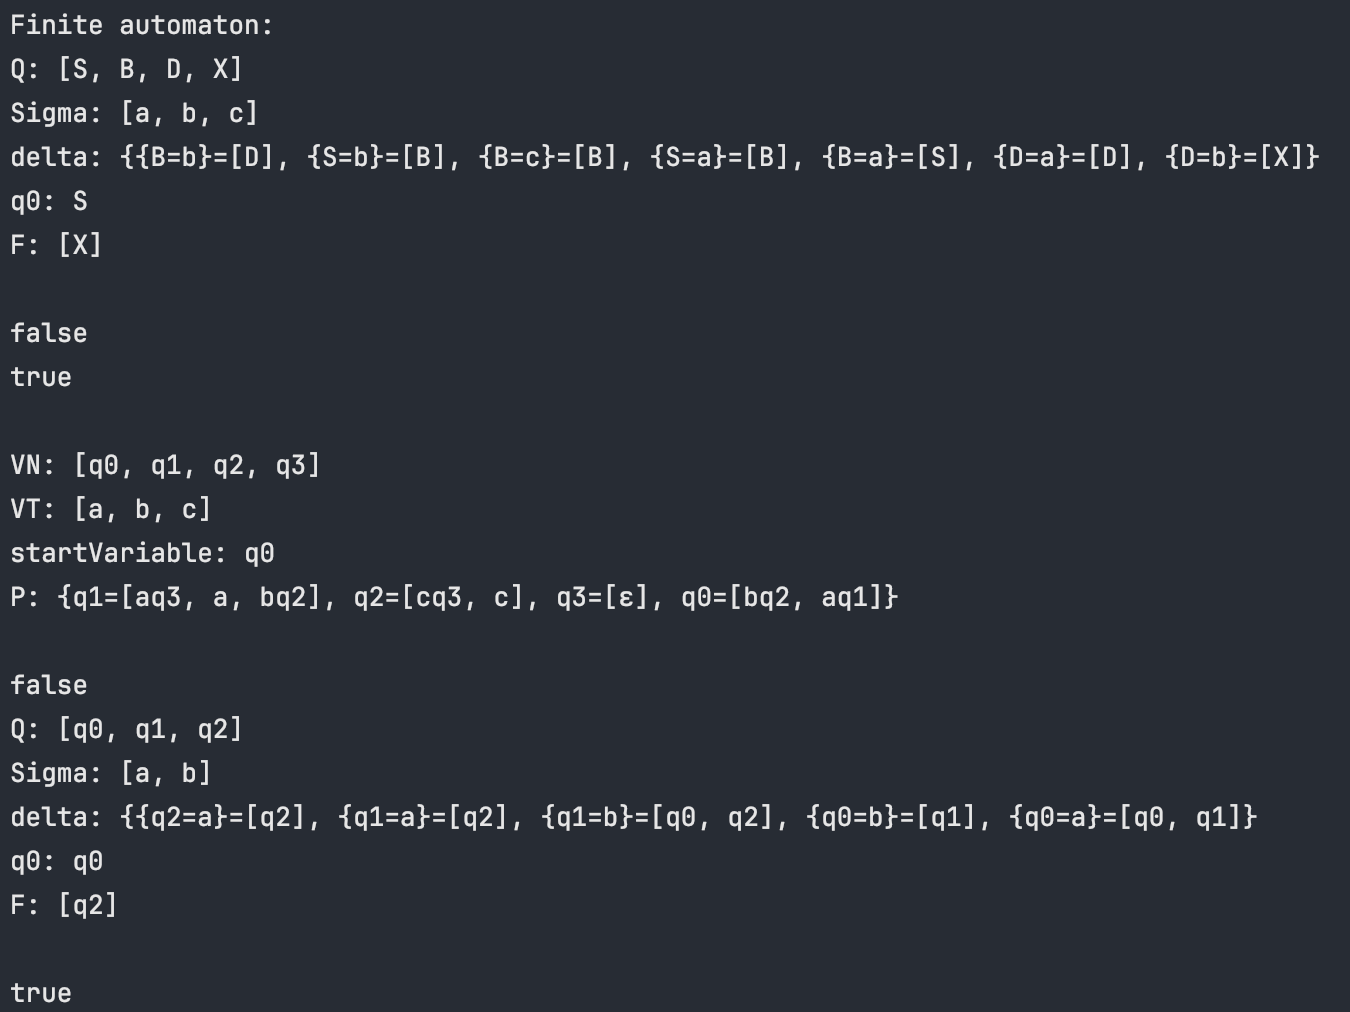 Finite automaton:
Q: [S, B, D, X]
Sigma: [a, b, c]
delta: {{B=b}=[D], {S=b}=[B], {B=c}=[B], {S=a}=[B], {B=a}=[S], {D=a}=[D], {D=b}=[X]}
q0: S
F: [X]

false
true

VN: [q0, q1, q2, q3]
VT: [a, b, c]
startVariable: q0
P: {q1=[aq3, a, bq2], q2=[cq3, c], q3=[ε], q0=[bq2, aq1]}

false
Q: [q0, q1, q2]
Sigma: [a, b]
delta: {{q2=a}=[q2], {q1=a}=[q2], {q1=b}=[q0, q2], {q0=b}=[q1], {q0=a}=[q0, q1]}
q0: q0
F: [q2]

true